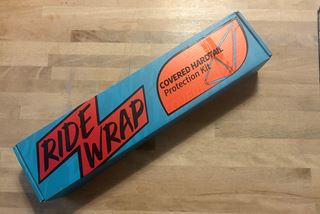 RIDE
WRAP
COVERED HARDTAIL
Protection Kit